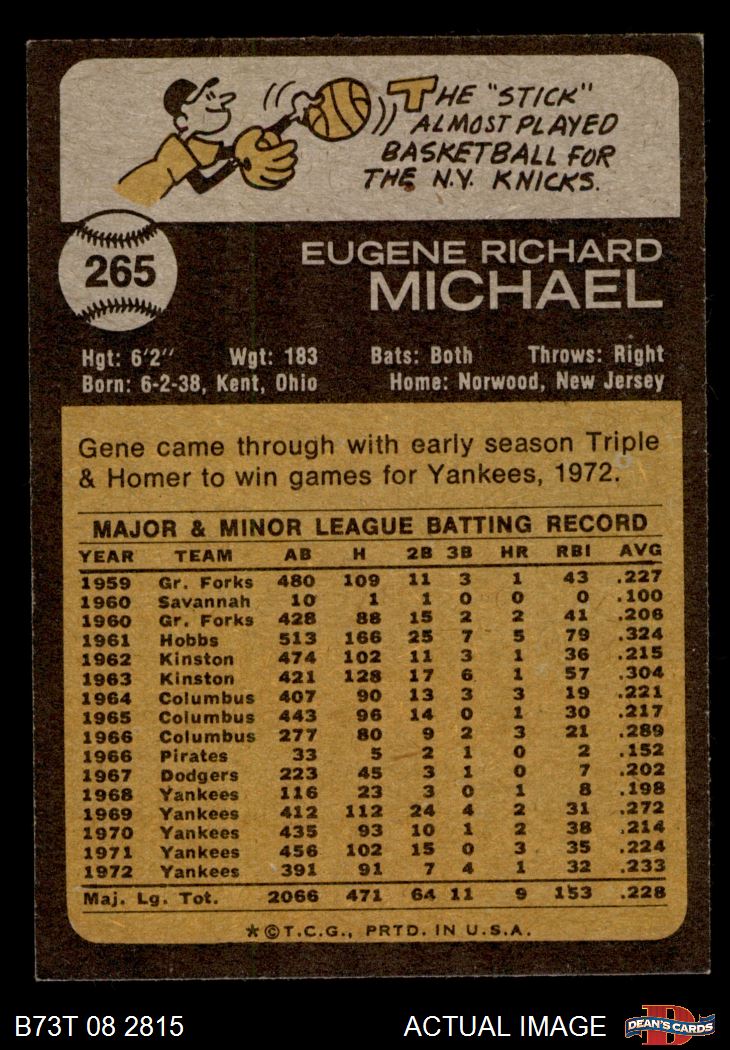 THE "STICK"
ALMOST PLAYED
BASKETBALL FOR
THE N.Y. KNICKS.
265
EUGENE RICHARD
MICHAEL
Hgt: 6'2" Wgt: 183 Bats: Both Throws: Right
Born: 6-2-38, Kent, Ohio Home: Norwood, New Jersey
Gene came through with early season Triple
& Homer to win games for Yankees, 1972.
MAJOR & MINOR LEAGUE BATTING RECORD
YEAR TEAM AB H 2B 3B HR RBI AVG
1959 Gr. Forks 480 109 11 3 1 43 .227
1960 Savannah 10 1 1 0 0 0 .100
1960 Gr. Forks 428 88 15 2 2 41 .206
1961 Hobbs 513 166 25 7 5 79 .324
1962 Kinston 474 102 11 3 1 36 .215
1963 Kinston 421 128 17 6 1 57 .304
1964 Columbus 407 90 13 3 3 19 .221
1965 Columbus 443 96 14 0 1 30 .217
1966 Columbus 277 80 9 2 3 21 .289
1966 Pirates 33 5 2 1 0 2 .152
1967 Dodgers 223 45 3 1 0 7 .202
1968 Yankees 116 23 3 0 1 8 .198
1969 Yankees 412 112 24 4 2 31 .272
1970 Yankees 435 93 10 1 2 38 .214
1971 Yankees 456 102 15 0 3 35 .224
1972 Yankees 391 91 7 4 1 32 .233
Maj. Lg. Tot. 2066 471 64 11 9 153 .228
*©T.C.G., PRTD. IN U.S.A.
B73T 08 2815 ACTUAL IMAGE
D
DEAN'S CARDS